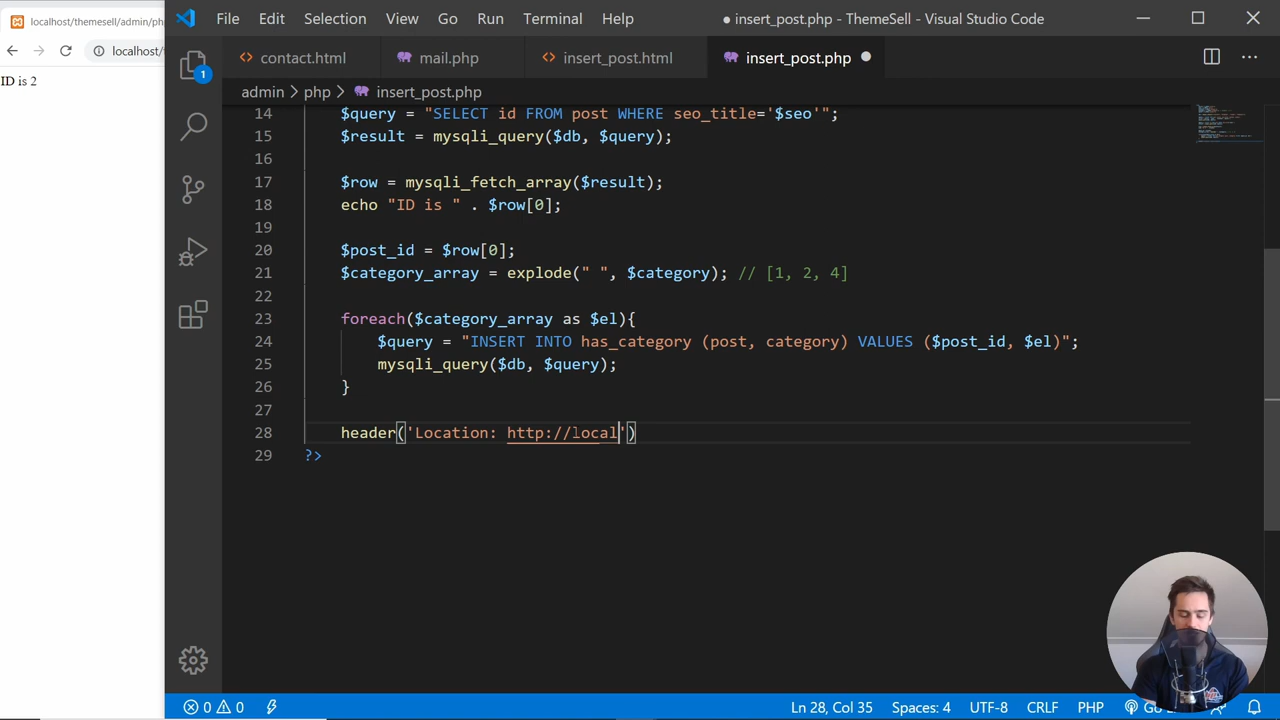 localhost/themesell/admin/ph
localhost/
ID is 2
File Edit Selection View Go Run Terminal Help
● insert_post.php - ThemeSell - Visual Studio Code
contact.html
mail.php
insert_post.html
insert_post.php
1
admin > php > insert_post.php
14 $query = "SELECT id FROM post WHERE seo_title='$seo'";
15 $result = mysqli_query($db, $query);
16
17 $row = mysqli_fetch_array($result);
18 echo "ID is " . $row[0];
19
20 $post_id = $row[0];
21 $category_array = explode(" ", $category); // [1, 2, 4]
22
23 foreach($category_array as $el){
24 $query = "INSERT INTO has_category (post, category) VALUES ($post_id, $el)";
25 mysqli_query($db, $query);
26 }
27
28 header('Location: http://local')
29 ?>
0 0 Ln 28, Col 35 Spaces: 4 UTF-8 CRLF PHP